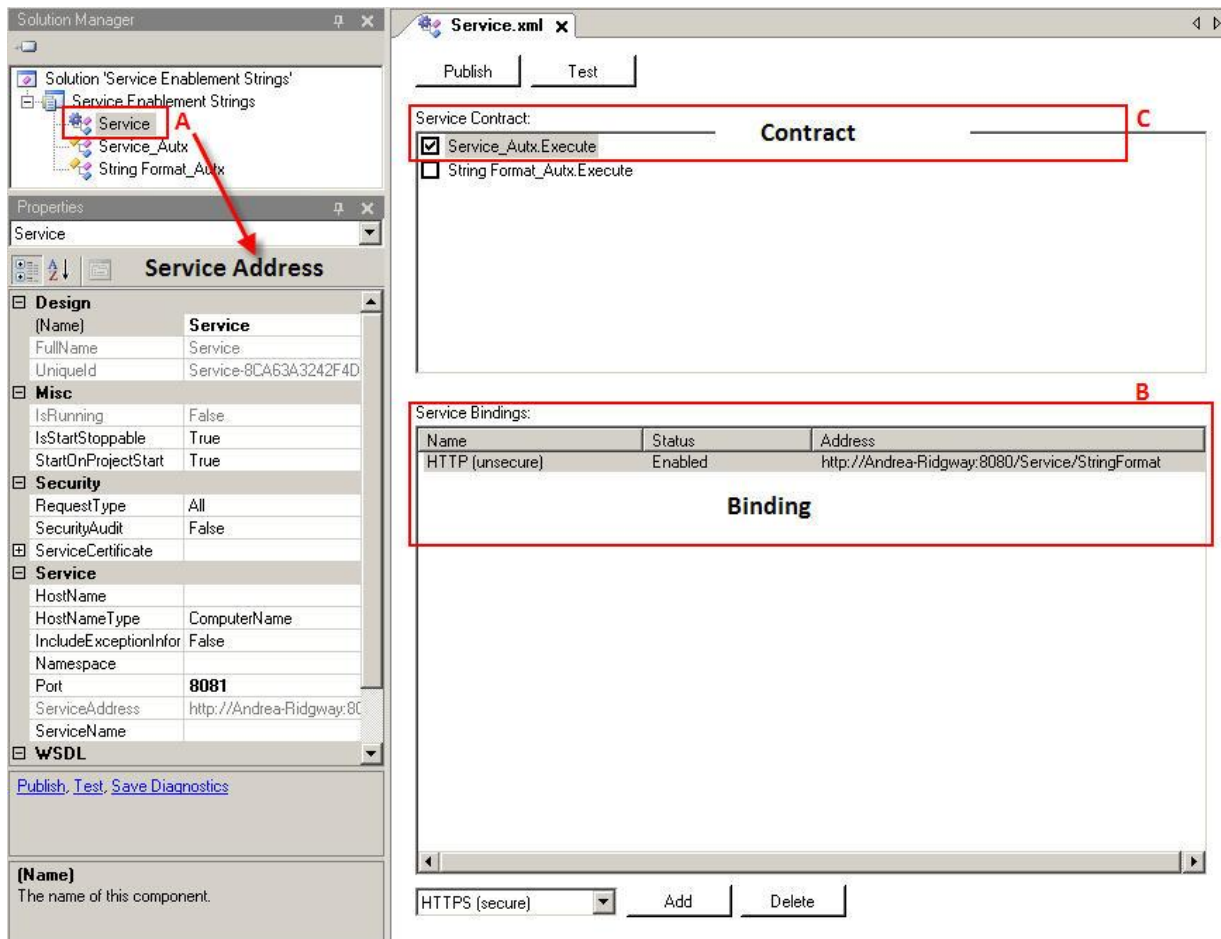 Solution Manager
Solution 'Service Enablement Strings'
Service Enablement Strings
Service
A
Service_Autx
String Format_Autx
Properties
Service
Service Address
Design
(Name) Service
FullName Service
UniqueId Service-8CA63A3242F4D
Misc
IsRunning False
IsStartStoppable True
StartOnProjectStart True
Security
RequestType All
SecurityAudit False
ServiceCertificate
Service
HostName
HostNameType ComputerName
IncludeExceptionInfor False
Namespace
Port 8081
ServiceAddress http://Andrea-Ridgway:80
ServiceName
WSDL
Publish, Test, Save Diagnostics
(Name)
The name of this component.
Service.xml
Publish Test
Service Contract:
Contract
C
Service_Autx.Execute
String Format_Autx.Execute
B
Service Bindings:
Name Status Address
HTTP (unsecure) Enabled http://Andrea-Ridgway:8080/Service/StringFormat
Binding
HTTPS (secure) Add Delete